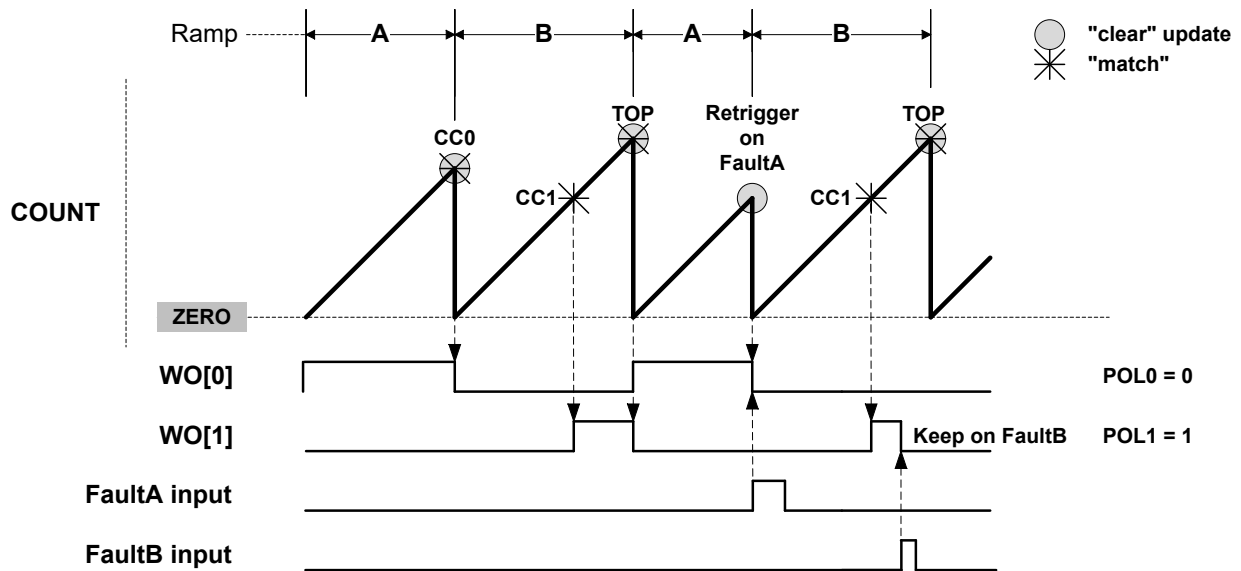 Ramp
A
B
A
B
"clear" update
"match"
CC0
TOP
Retrigger
on
FaultA
TOP
CC1
CC1
COUNT
ZERO
WO[0]
POL0 = 0
WO[1]
Keep on FaultB
POL1 = 1
FaultA input
FaultB input